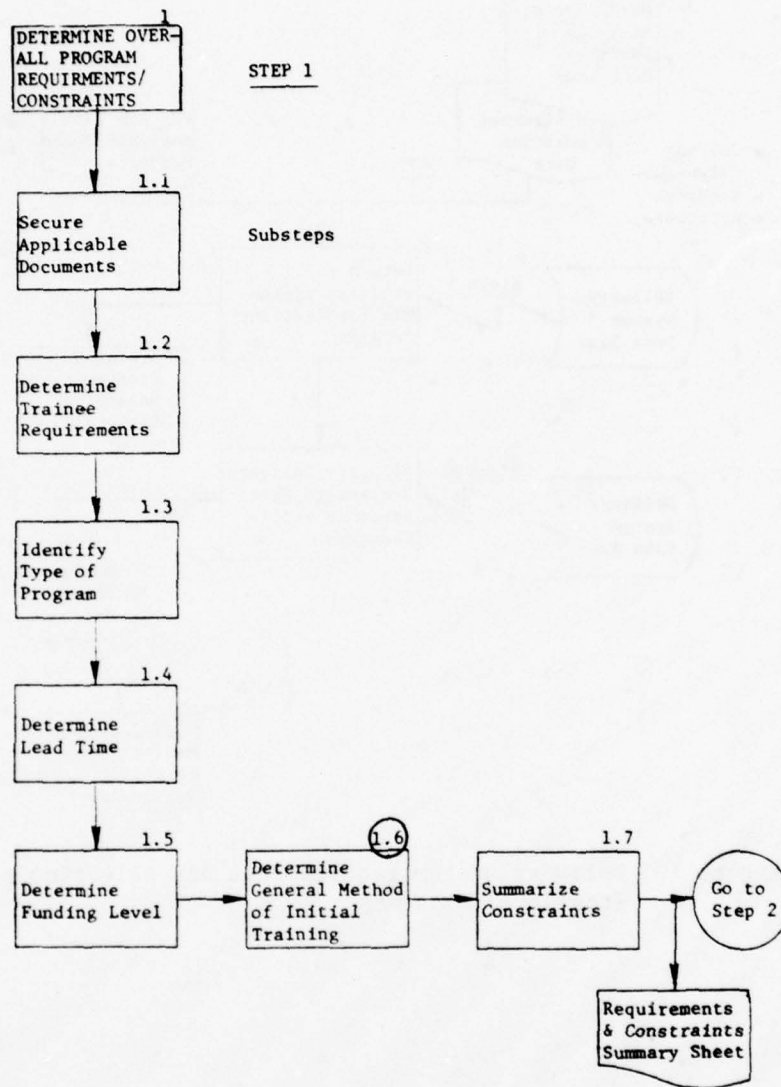 1
DETERMINE OVER-
ALL PROGRAM
REQUIRMENTS/
CONSTRAINTS
STEP 1
1.1
Secure
Applicable
Documents
Substeps
1.2
Determine
Trainee
Requirements
1.3
Identify
Type of
Program
1.4
Determine
Lead Time
1.5
Determine
Funding Level
1.6
Determine
General Method
of Initial
Training
1.7
Summarize
Constraints
Go to
Step 2
Requirements
& Constraints
Summary Sheet